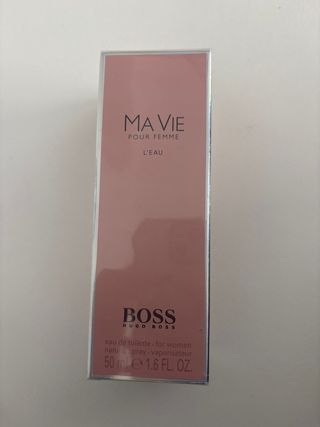 MA VIE
POUR FEMME
L'EAU
BOSS
HUGO BOSS
eau de toilette - for women
natural spray - vaporisateur
50 ml ℮ 1.6 FL. OZ.